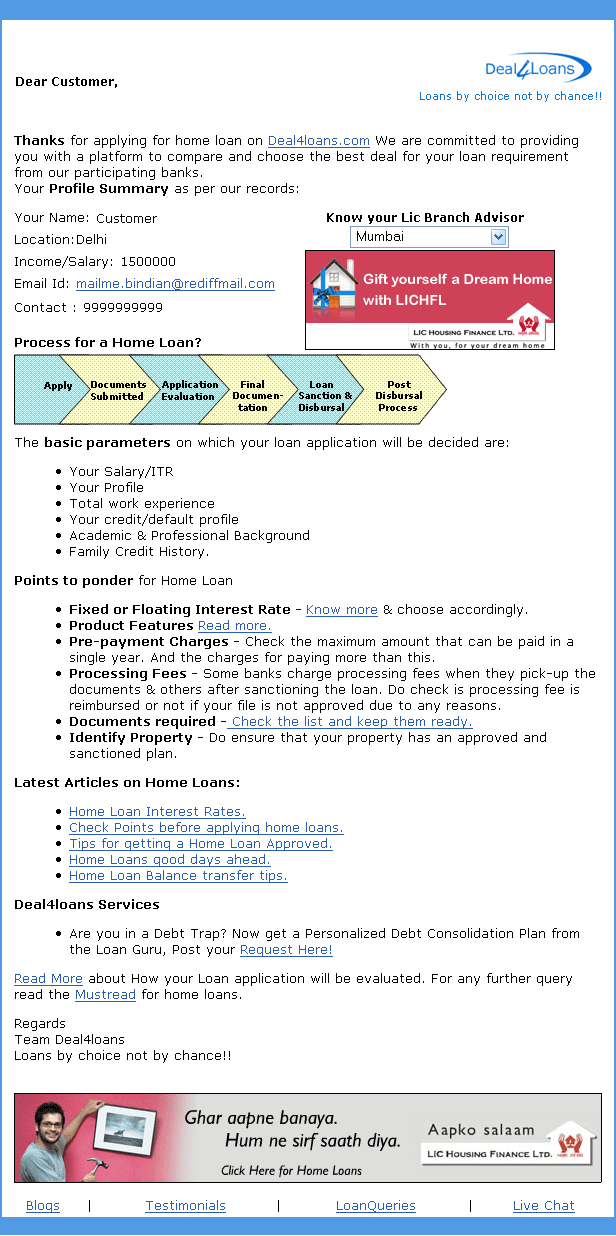 Deal4Loans
Dear Customer,
Loans by choice not by chance!!
Thanks for applying for home loan on Deal4loans.com We are committed to providing
you with a platform to compare and choose the best deal for your loan requirement
from our participating banks.
Your Profile Summary as per our records:
Your Name: Customer
Location:Delhi
Income/Salary: 1500000
Email Id: mailme.bindian@rediffmail.com
Contact : 9999999999
Know your Lic Branch Advisor
Mumbai
Gift yourself a Dream Home
with LICHFL
LIC HOUSING FINANCE LTD.
With you, for your dream home
Process for a Home Loan?
Apply
Documents
Submitted
Application
Evaluation
Final
Documen-
tation
Loan
Sanction &
Disbursal
Post
Disbursal
Process
The basic parameters on which your loan application will be decided are:
• Your Salary/ITR
• Your Profile
• Total work experience
• Your credit/default profile
• Academic & Professional Background
• Family Credit History.
Points to ponder for Home Loan
• Fixed or Floating Interest Rate - Know more & choose accordingly.
• Product Features Read more.
• Pre-payment Charges - Check the maximum amount that can be paid in a
single year. And the charges for paying more than this.
• Processing Fees - Some banks charge processing fees when they pick-up the
documents & others after sanctioning the loan. Do check is processing fee is
reimbursed or not if your file is not approved due to any reasons.
• Documents required - Check the list and keep them ready.
• Identify Property - Do ensure that your property has an approved and
sanctioned plan.
Latest Articles on Home Loans:
• Home Loan Interest Rates.
• Check Points before applying home loans.
• Tips for getting a Home Loan Approved.
• Home Loans good days ahead.
• Home Loan Balance transfer tips.
Deal4loans Services
• Are you in a Debt Trap? Now get a Personalized Debt Consolidation Plan from
the Loan Guru, Post your Request Here!
Read More about How your Loan application will be evaluated. For any further query
read the Mustread for home loans.
Regards
Team Deal4loans
Loans by choice not by chance!!
Ghar aapne banaya.
Hum ne sirf saath diya.
Click Here for Home Loans
Aapko salaam
LIC HOUSING FINANCE LTD.
Blogs | Testimonials | LoanQueries | Live Chat